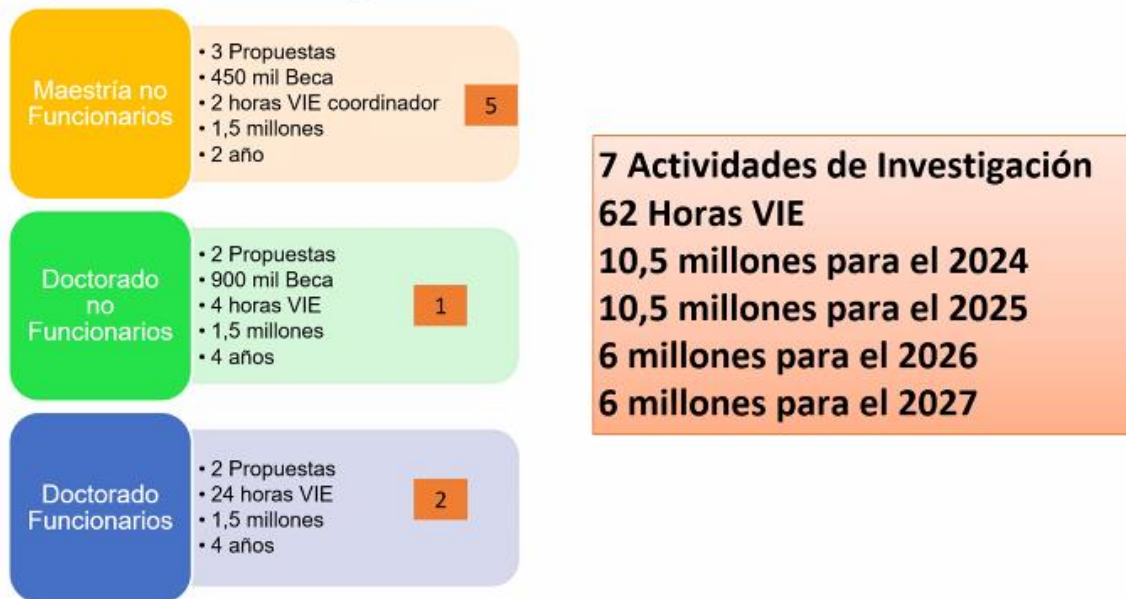 Maestría no
Funcionarios
• 3 Propuestas
• 450 mil Beca
• 2 horas VIE coordinador
• 1,5 millones
• 2 año
5
Doctorado
no
Funcionarios
• 2 Propuestas
• 900 mil Beca
• 4 horas VIE
• 1,5 millones
• 4 años
1
Doctorado
Funcionarios
• 2 Propuestas
• 24 horas VIE
• 1,5 millones
• 4 años
2
7 Actividades de Investigación
62 Horas VIE
10,5 millones para el 2024
10,5 millones para el 2025
6 millones para el 2026
6 millones para el 2027